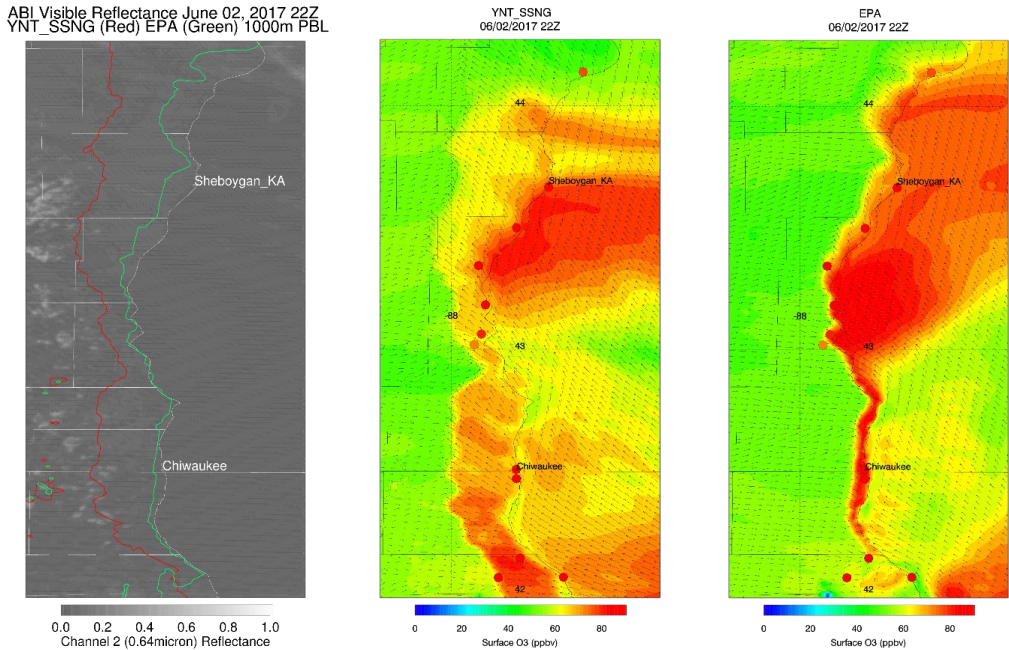 ABI Visible Reflectance June 02, 2017 22Z
YNT_SSNG (Red) EPA (Green) 1000m PBL
Sheboygan_KA
Chiwaukee
0.0 0.2 0.4 0.6 0.8 1.0
Channel 2 (0.64micron) Reflectance
YNT_SSNG
06/02/2017 22Z
44
Sheboygan_KA
-88
43
Chiwaukee
42
0 20 40 60 80
Surface O3 (ppbv)
EPA
06/02/2017 22Z
44
Sheboygan_KA
-88
43
Chiwaukee
42
0 20 40 60 80
Surface O3 (ppbv)